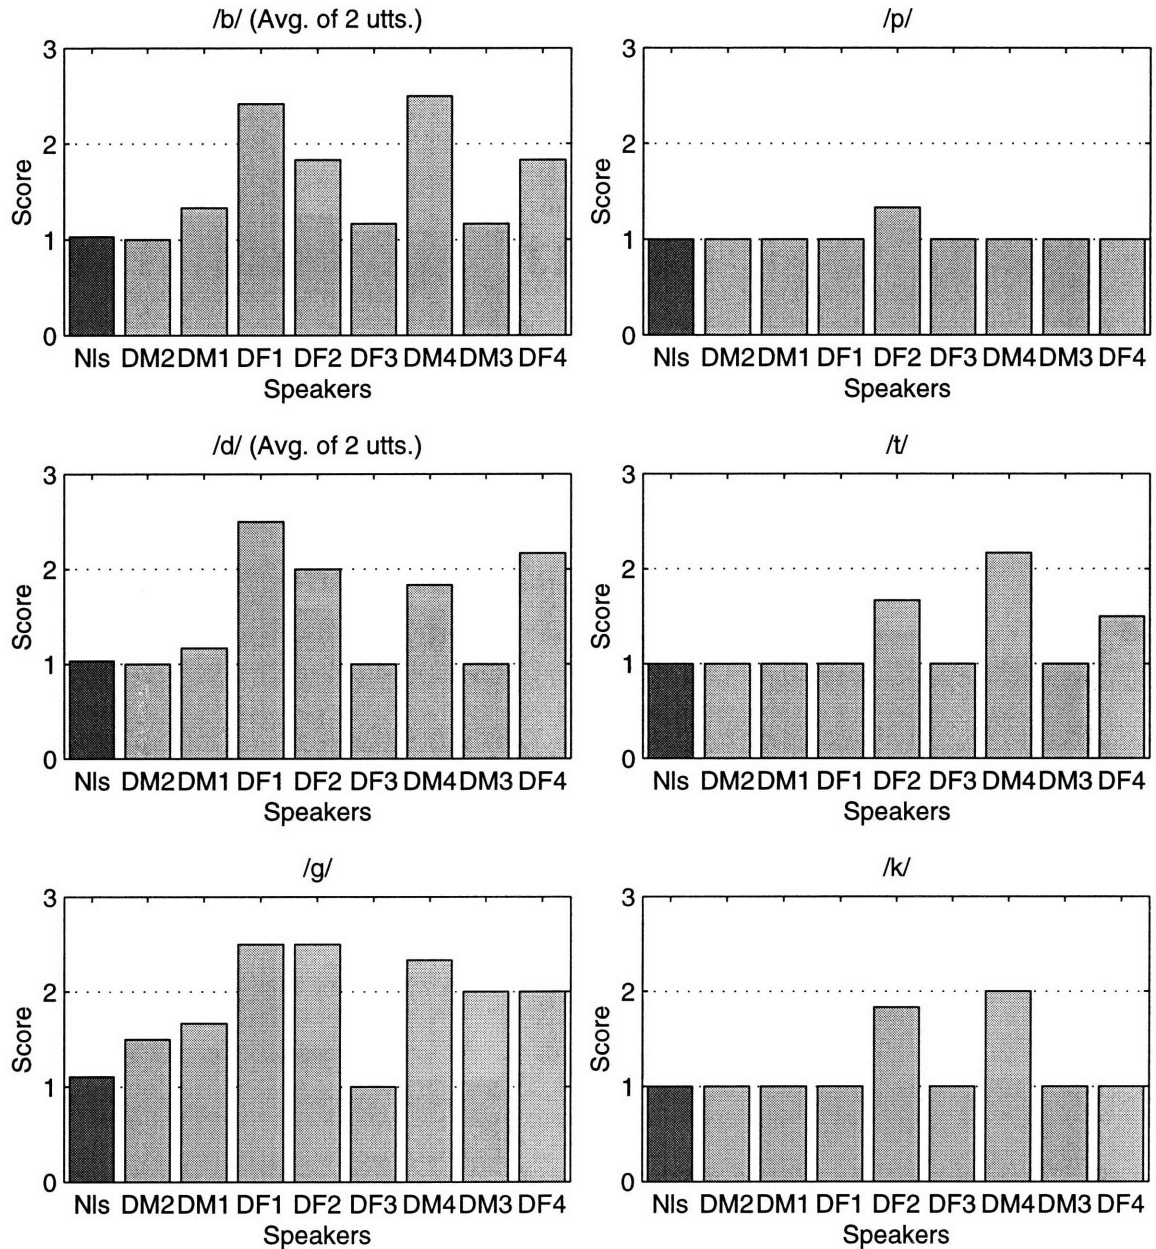 /b/ (Avg. of 2 utts.)
3
2
1
0
Score
Nls DM2 DM1 DF1 DF2 DF3 DM4 DM3 DF4
Speakers
/p/
3
2
1
0
Score
Nls DM2 DM1 DF1 DF2 DF3 DM4 DM3 DF4
Speakers
/d/ (Avg. of 2 utts.)
3
2
1
0
Score
Nls DM2 DM1 DF1 DF2 DF3 DM4 DM3 DF4
Speakers
/t/
3
2
1
0
Score
Nls DM2 DM1 DF1 DF2 DF3 DM4 DM3 DF4
Speakers
/g/
3
2
1
0
Score
Nls DM2 DM1 DF1 DF2 DF3 DM4 DM3 DF4
Speakers
/k/
3
2
1
0
Score
Nls DM2 DM1 DF1 DF2 DF3 DM4 DM3 DF4
Speakers